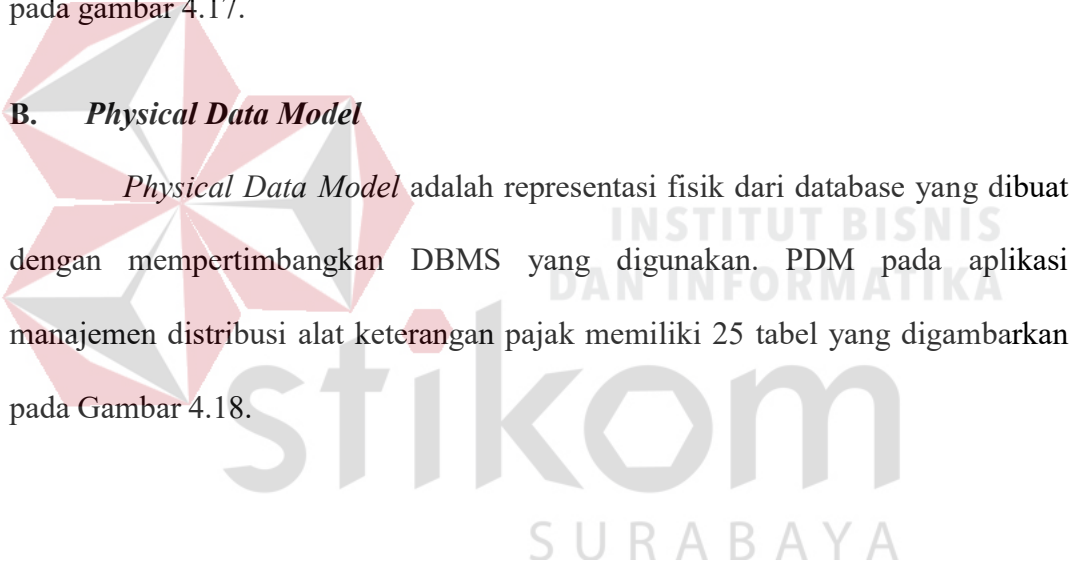 pada gambar 4.17.
B. Physical Data Model
Physical Data Model adalah representasi fisik dari database yang dibuat
dengan mempertimbangkan DBMS yang digunakan. PDM pada aplikasi
manajemen distribusi alat keterangan pajak memiliki 25 tabel yang digambarkan
pada Gambar 4.18.
INSTITUT BISNIS
DAN INFORMATIKA
stikom
SURABAYA